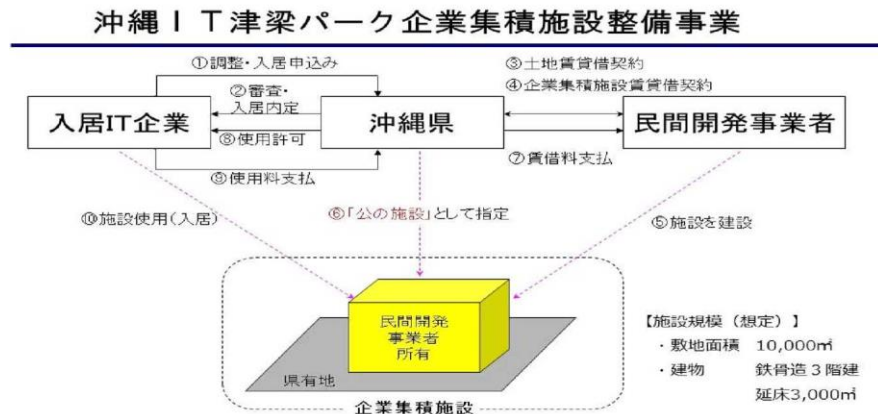 沖縄ＩＴ津梁パーク企業集積施設整備事業
①調整・入居申込み
②審査・
入居内定
③土地賃貸借契約
④企業集積施設賃貸借契約
入居IT企業
沖縄県
民間開発事業者
⑧使用許可
⑦賃借料支払
⑨使用料支払
⑩施設使用(入居)
⑥「公の施設」として指定
⑤施設を建設
民間開発
事業者
所有
県有地
企業集積施設
【施設規模（想定）】
・敷地面積 10,000㎡
・建物 鉄骨造３階建
延床3,000㎡